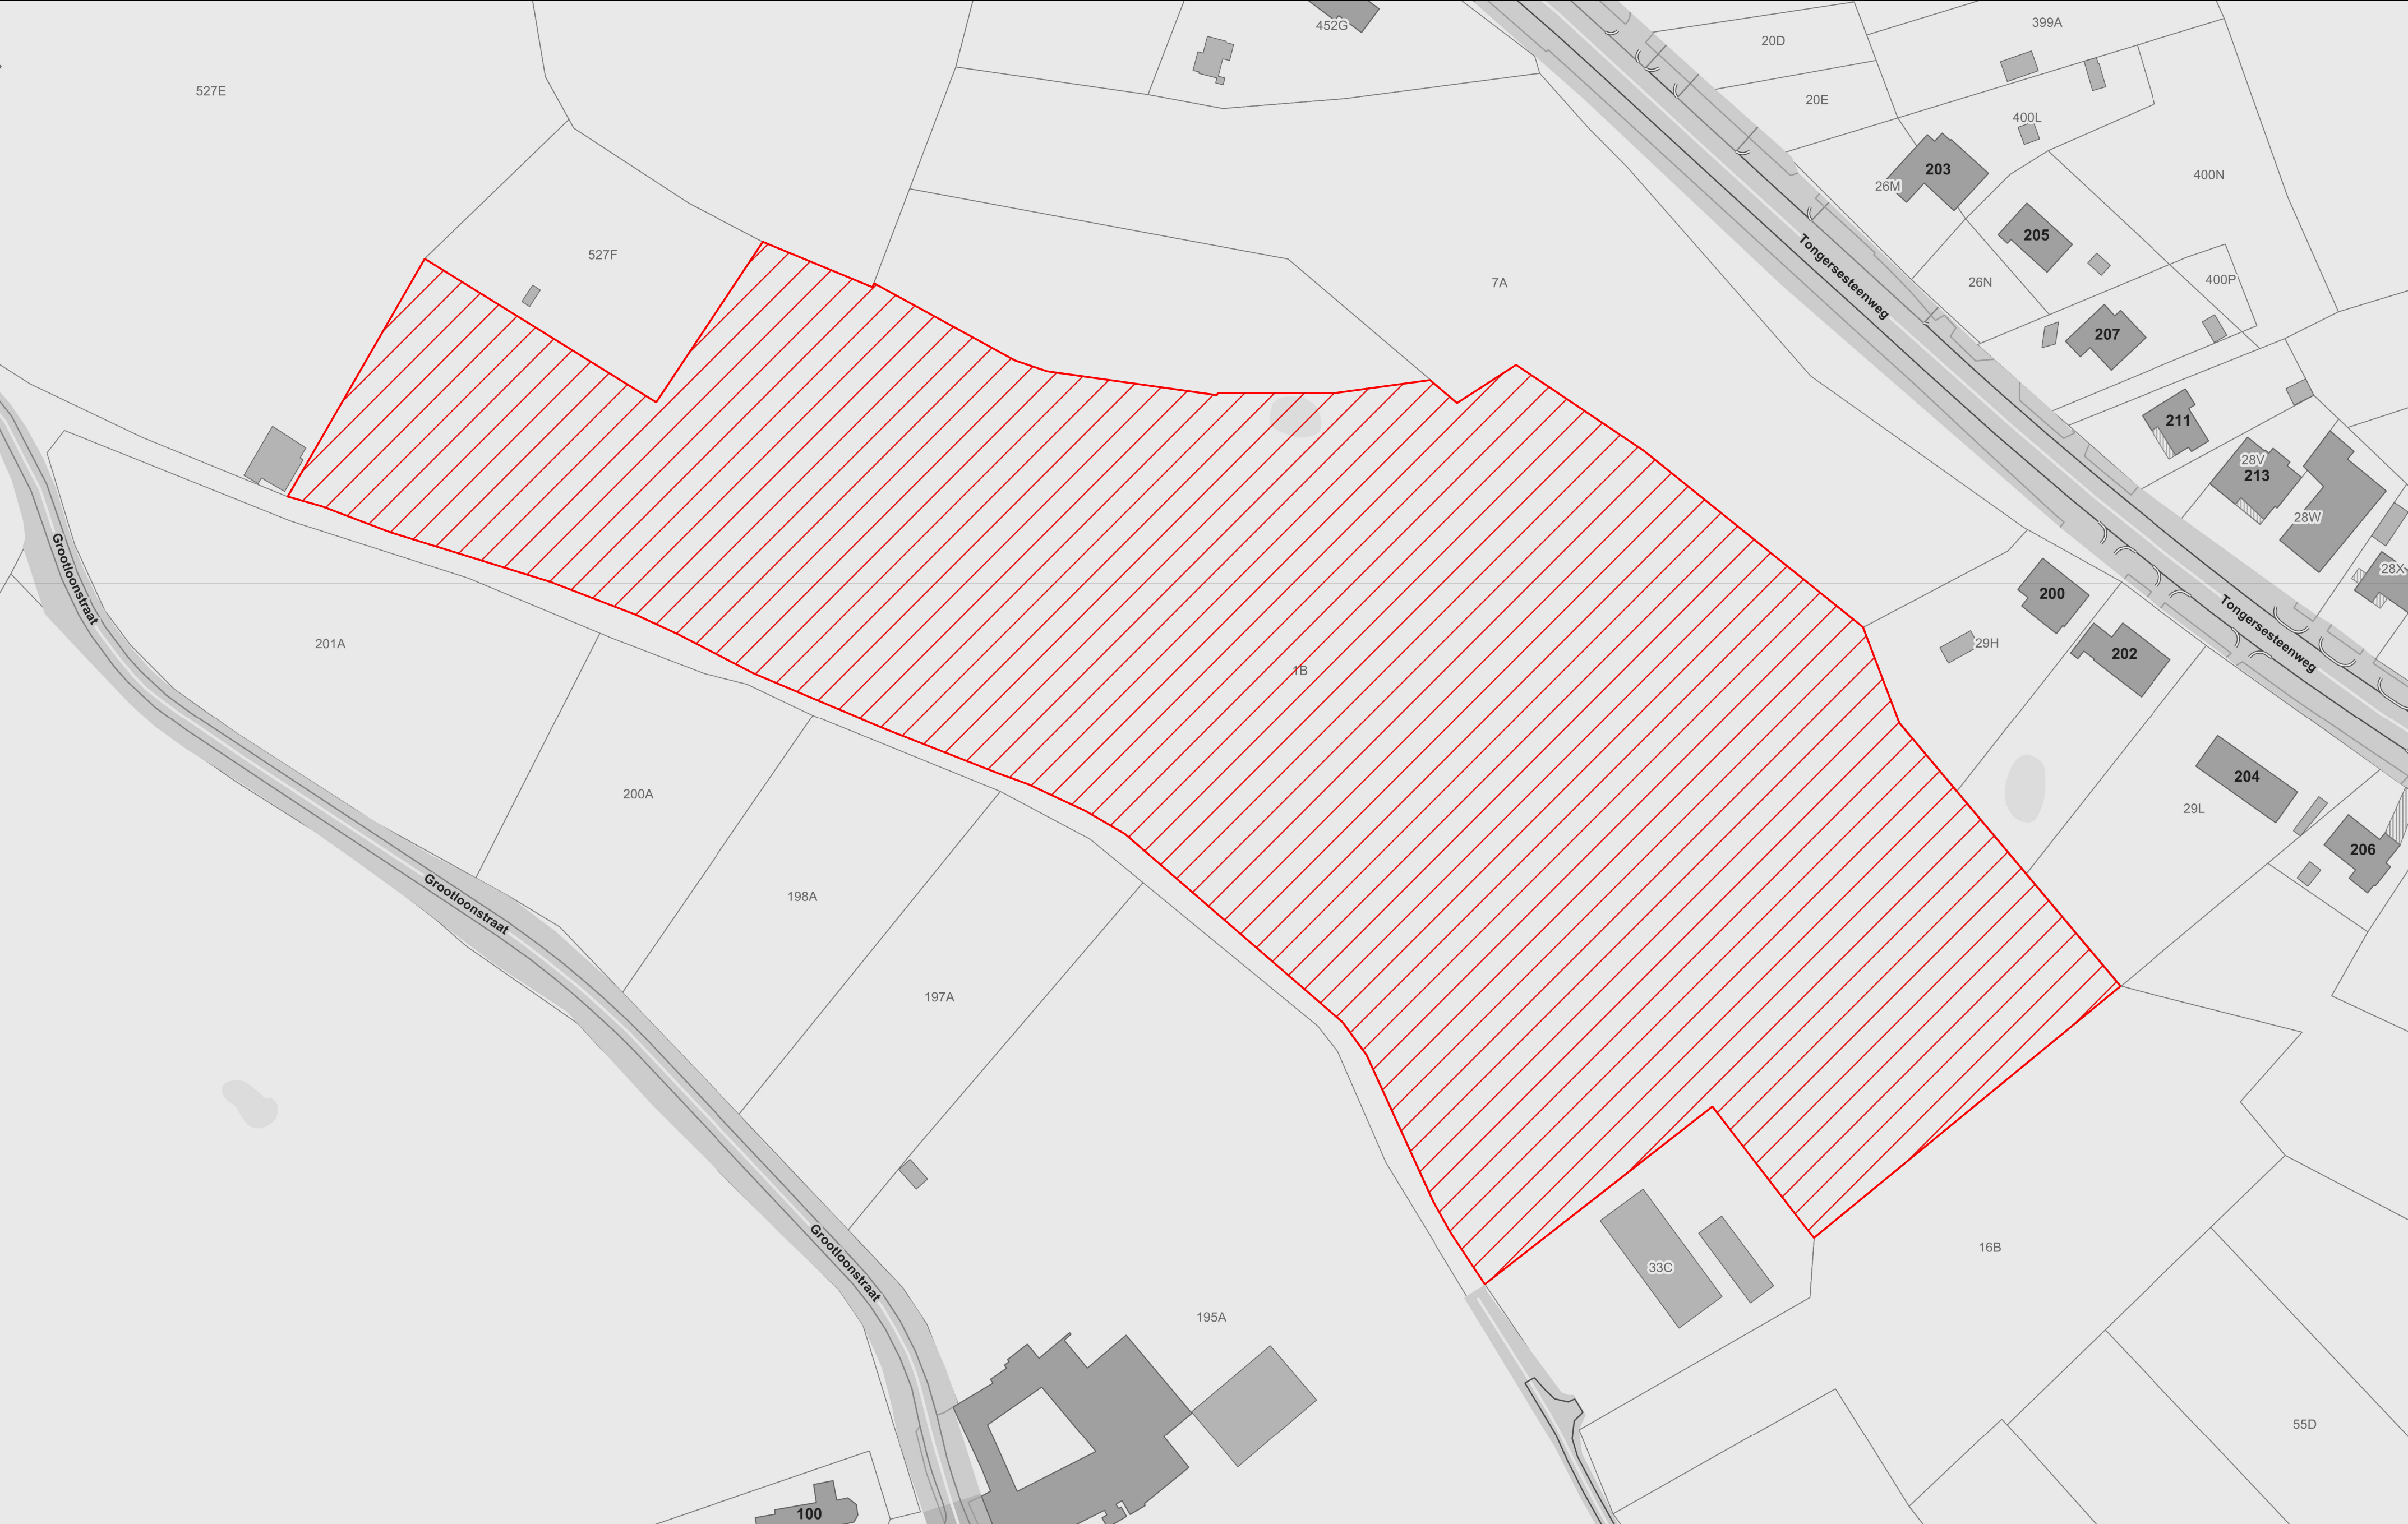 452G
399A
20D
527E
20E
400L
203
400N
26M
205
527F
7A
26N
400P
Tongersesteenweg
207
211
28V
213
28W
28X
Grootloonstraat
200
Tongersesteenweg
201A
29H
202
1B
204
200A
29L
206
198A
Grootloonstraat
197A
16B
Grootloonstraat
33C
195A
55D
100